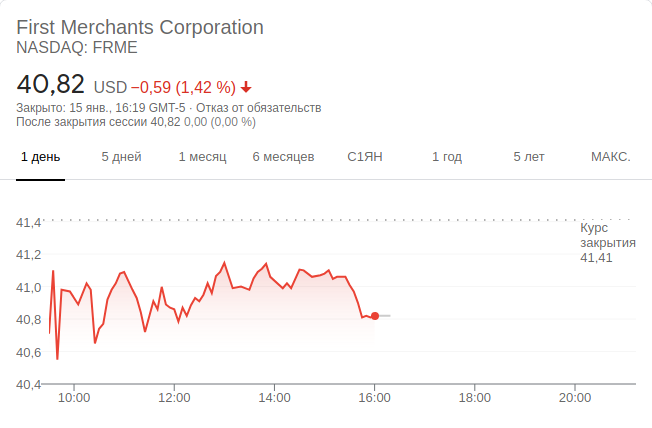 First Merchants Corporation
NASDAQ: FRME
40,82 USD −0,59 (1,42 %)
Закрыто: 15 янв., 16:19 GMT-5 · Отказ от обязательств
После закрытия сессии 40,82 0,00 (0,00 %)
1 день 5 дней 1 месяц 6 месяцев С1ЯН 1 год 5 лет МАКС.
41,4
Курс
закрытия
41,41
41,2
41,0
40,8
40,6
40,4
10:00 12:00 14:00 16:00 18:00 20:00